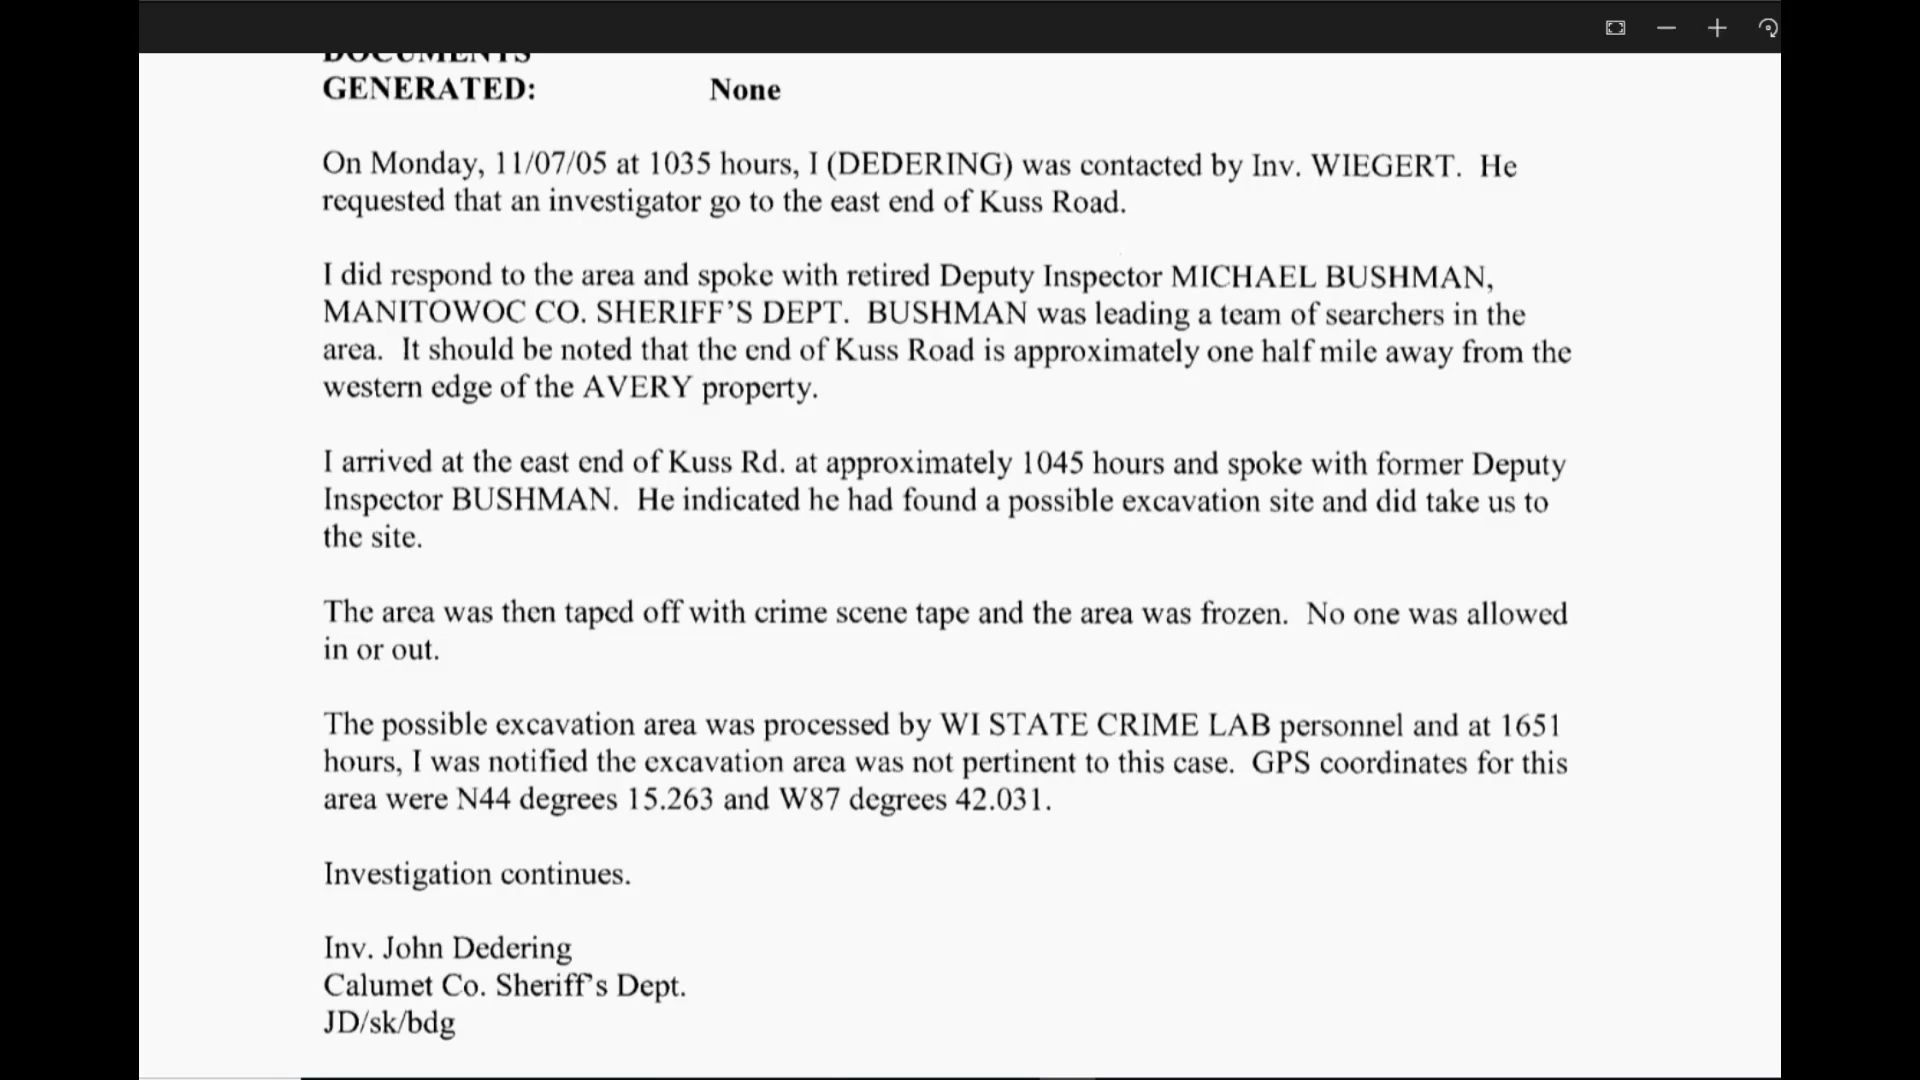 DOCUMENTS
GENERATED: None
On Monday, 11/07/05 at 1035 hours, I (DEDERING) was contacted by Inv. WIEGERT.  He
requested that an investigator go to the east end of Kuss Road.
I did respond to the area and spoke with retired Deputy Inspector MICHAEL BUSHMAN,
MANITOWOC CO. SHERIFF'S DEPT.  BUSHMAN was leading a team of searchers in the
area.  It should be noted that the end of Kuss Road is approximately one half mile away from the
western edge of the AVERY property.
I arrived at the east end of Kuss Rd. at approximately 1045 hours and spoke with former Deputy
Inspector BUSHMAN.  He indicated he had found a possible excavation site and did take us to
the site.
The area was then taped off with crime scene tape and the area was frozen.  No one was allowed
in or out.
The possible excavation area was processed by WI STATE CRIME LAB personnel and at 1651
hours, I was notified the excavation area was not pertinent to this case.  GPS coordinates for this
area were N44 degrees 15.263 and W87 degrees 42.031.
Investigation continues.
Inv. John Dedering
Calumet Co. Sheriff's Dept.
JD/sk/bdg